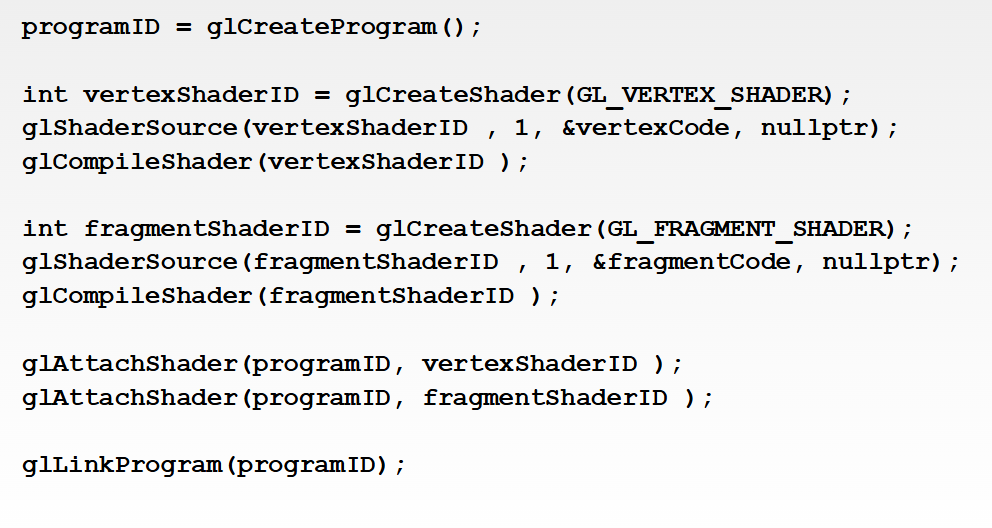 programID = glCreateProgram();
int vertexShaderID = glCreateShader(GL_VERTEX_SHADER);
glShaderSource(vertexShaderID , 1, &vertexCode, nullptr);
glCompileShader(vertexShaderID );
int fragmentShaderID = glCreateShader(GL_FRAGMENT_SHADER);
glShaderSource(fragmentShaderID , 1, &fragmentCode, nullptr);
glCompileShader(fragmentShaderID );
glAttachShader(programID, vertexShaderID );
glAttachShader(programID, fragmentShaderID );
glLinkProgram(programID);